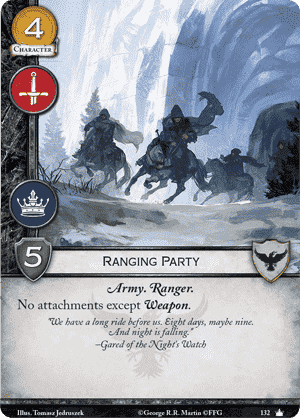 4
CHARACTER
5
RANGING PARTY
Army. Ranger.
No attachments except Weapon.
"We have a long ride before us. Eight days, maybe nine.
And night is falling."
–Gared of the Night's Watch
Illus. Tomasz Jedruszek ©George R.R. Martin ©FFG 132